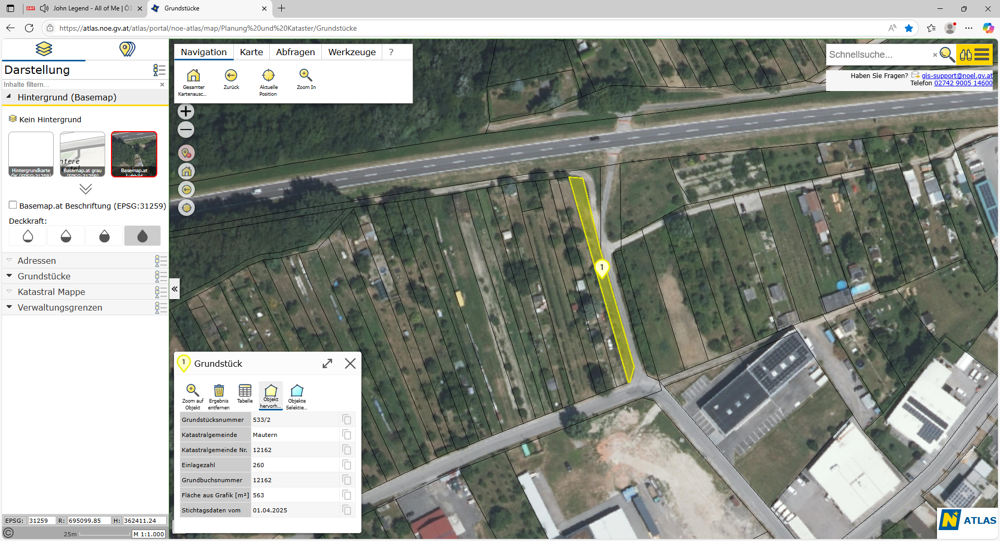 John Legend - All of Me | Ö3
Grundstücke
https://atlas.noe.gv.at/atlas/portal/noe-atlas/map/Planung%20und%20Kataster/Grundstücke
Darstellung
Inhalte filtern...
Hintergrund (Basemap)
Kein Hintergrund
Hintergrundkarte
ÖK (EPSG:31259)
ntere
Basemap.at grau
(EPSG:31259)
Basemap.at
Luftbild
Basemap.at Beschriftung (EPSG:31259)
Deckkraft:
Adressen
Grundstücke
Katastral Mappe
Verwaltungsgrenzen
EPSG: 31259 R: 695099.85 H: 362411.24
25m M 1:1.000
Navigation Karte Abfragen Werkzeuge ?
Gesamter
Kartenausc...
Zurück
Aktuelle
Position
Zoom In
Schnellsuche...
Haben Sie Fragen? gis-support@noel.gv.at
Telefon 02742 9005 14600
1
1 Grundstück
Zoom auf
Objekt
Ergebnis
entfernen
Tabelle
Objekt
hervorh...
Objekte
Selektie...
Grundstücksnummer 533/2
Katastralgemeinde Mautern
Katastralgemeinde Nr. 12162
Einlagezahl 260
Grundbuchsnummer 12162
Fläche aus Grafik [m²] 563
Stichtagsdaten vom 01.04.2025
N ATLAS